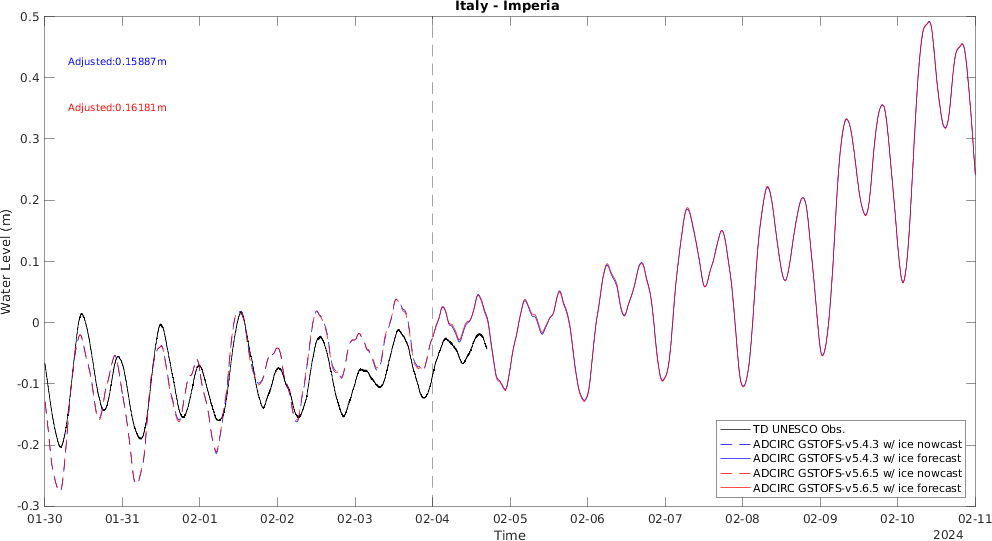 Italy - Imperia
Adjusted:0.15887m
Adjusted:0.16181m
Water Level (m)
0.5
0.4
0.3
0.2
0.1
0
-0.1
-0.2
-0.3
TD UNESCO Obs.
ADCIRC GSTOFS-v5.4.3 w/ ice nowcast
ADCIRC GSTOFS-v5.4.3 w/ ice forecast
ADCIRC GSTOFS-v5.6.5 w/ ice nowcast
ADCIRC GSTOFS-v5.6.5 w/ ice forecast
01-30 01-31 02-01 02-02 02-03 02-04 02-05 02-06 02-07 02-08 02-09 02-10 02-11
Time
2024